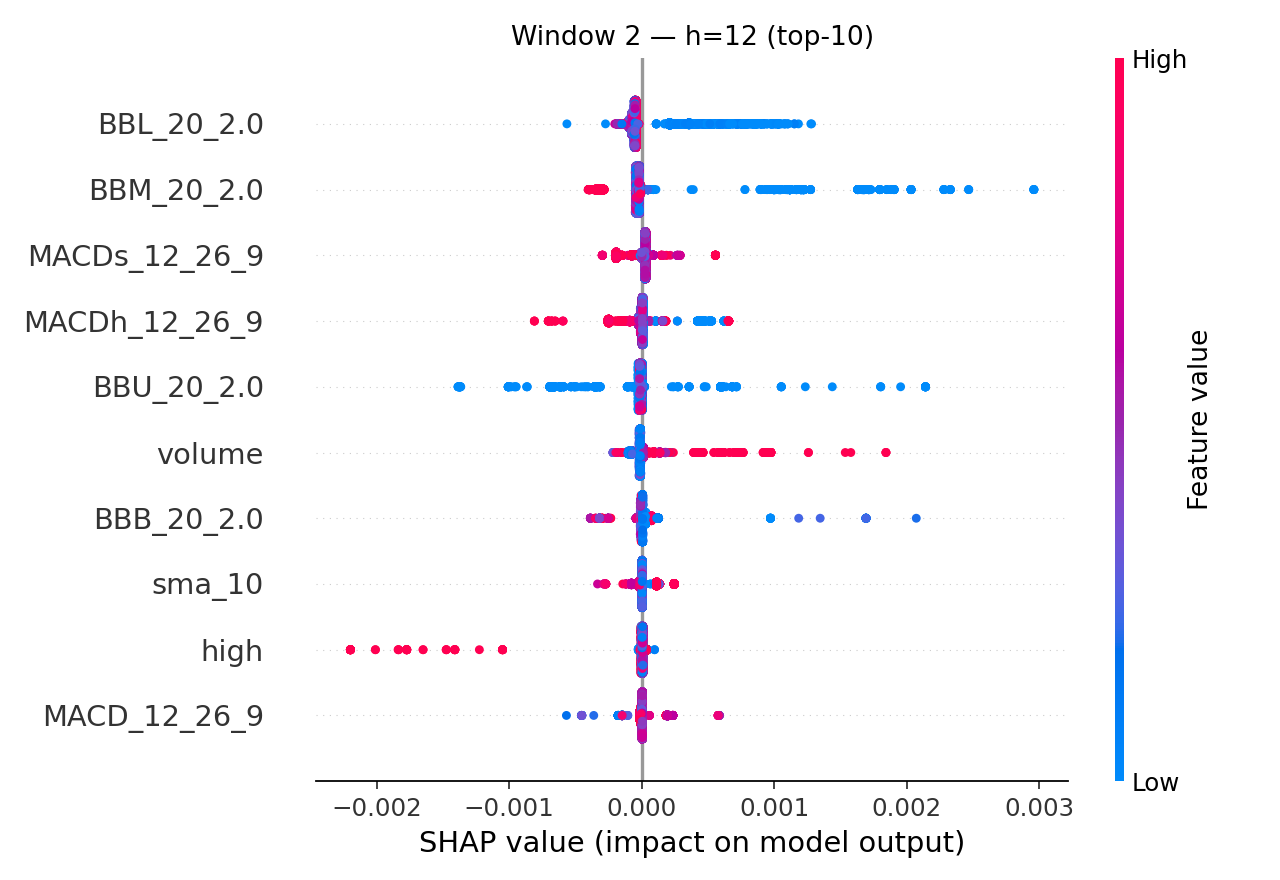 Window 2 — h=12 (top-10)
High
BBL_20_2.0
BBM_20_2.0
MACDs_12_26_9
MACDh_12_26_9
BBU_20_2.0
volume
BBB_20_2.0
sma_10
high
MACD_12_26_9
Feature value
Low
−0.002 −0.001 0.000 0.001 0.002 0.003
SHAP value (impact on model output)